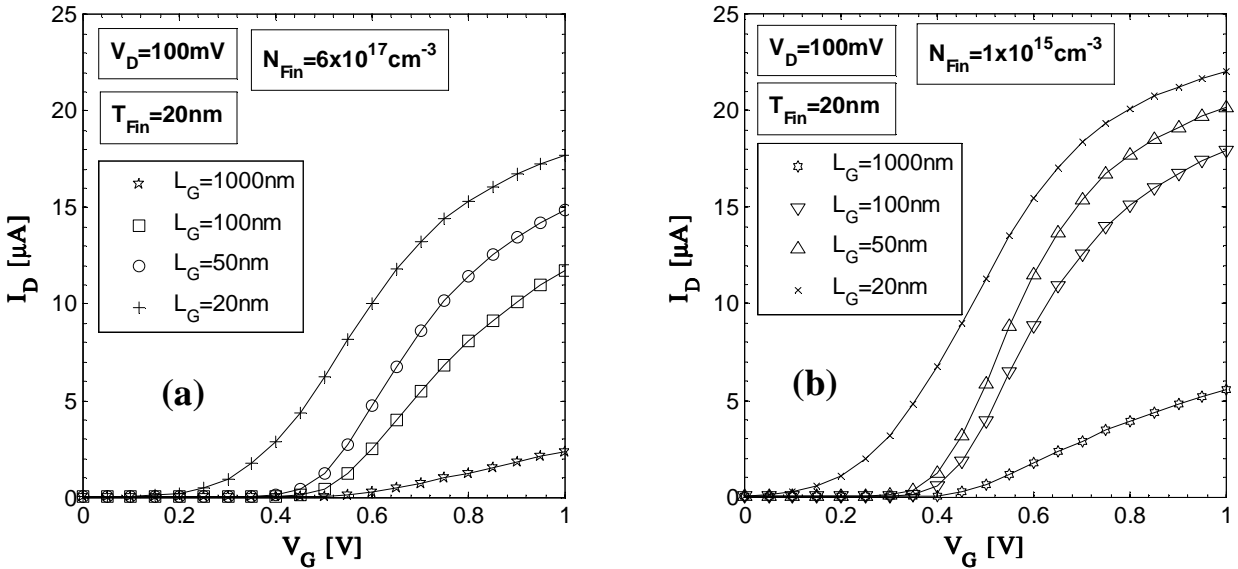 25
20
15
10
5
0
I_D [μA]
V_D=100mV
N_Fin=6x10^17cm^-3
T_Fin=20nm
L_G=1000nm
L_G=100nm
L_G=50nm
L_G=20nm
(a)
0 0.2 0.4 0.6 0.8 1
V_G [V]
25
20
15
10
5
0
I_D [μA]
V_D=100mV
N_Fin=1x10^15cm^-3
T_Fin=20nm
L_G=1000nm
L_G=100nm
L_G=50nm
L_G=20nm
(b)
0 0.2 0.4 0.6 0.8 1
V_G [V]